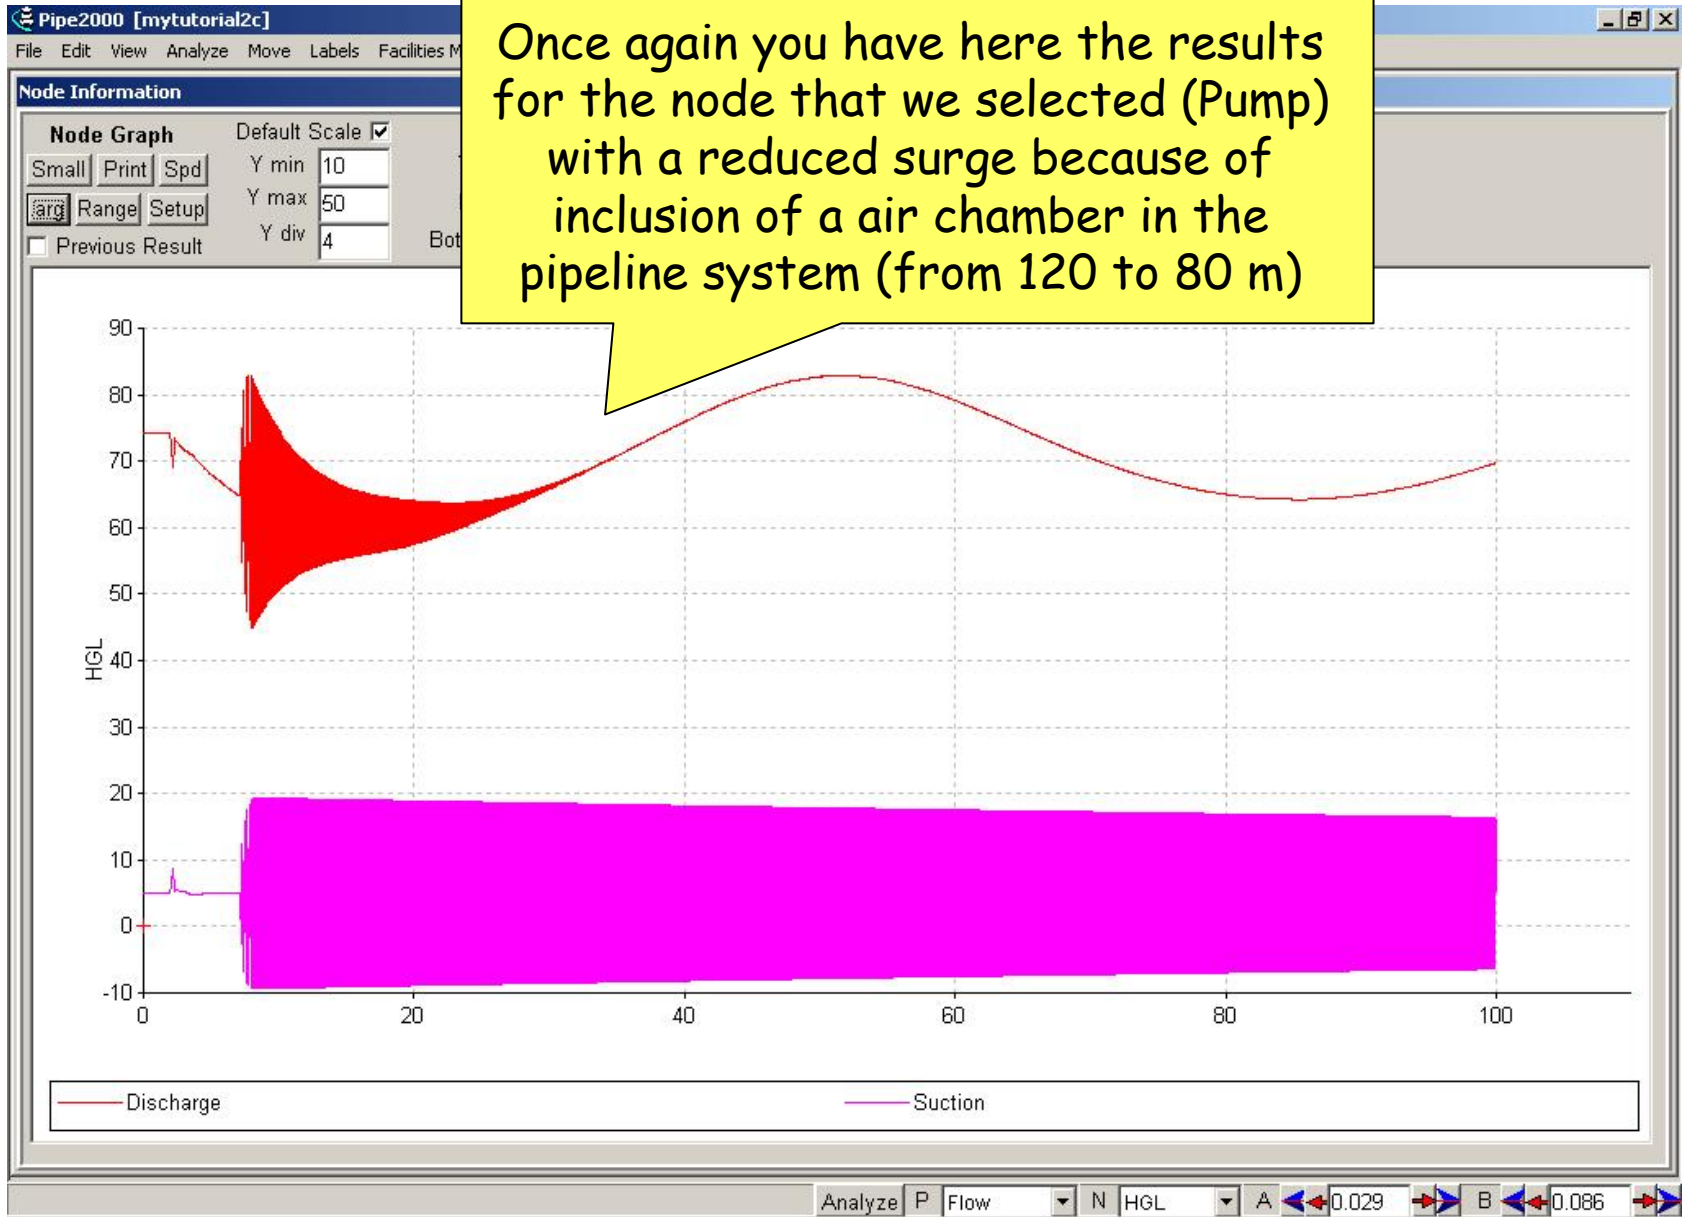 Pipe2000 [mytutorial2c]
File Edit View Analyze Move Labels Facilities M
Once again you have here the results
for the node that we selected (Pump)
with a reduced surge because of
inclusion of a air chamber in the
pipeline system (from 120 to 80 m)
Node Information
Node Graph Default Scale
Small Print Spd Y min 10
Range Setup Y max 50
Previous Result Y div 4
90
80
70
60
50
40
30
20
10
0
-10
HGL
0 20 40 60 80 100
Discharge Suction
Analyze P Flow N HGL A 0.029 B 0.086